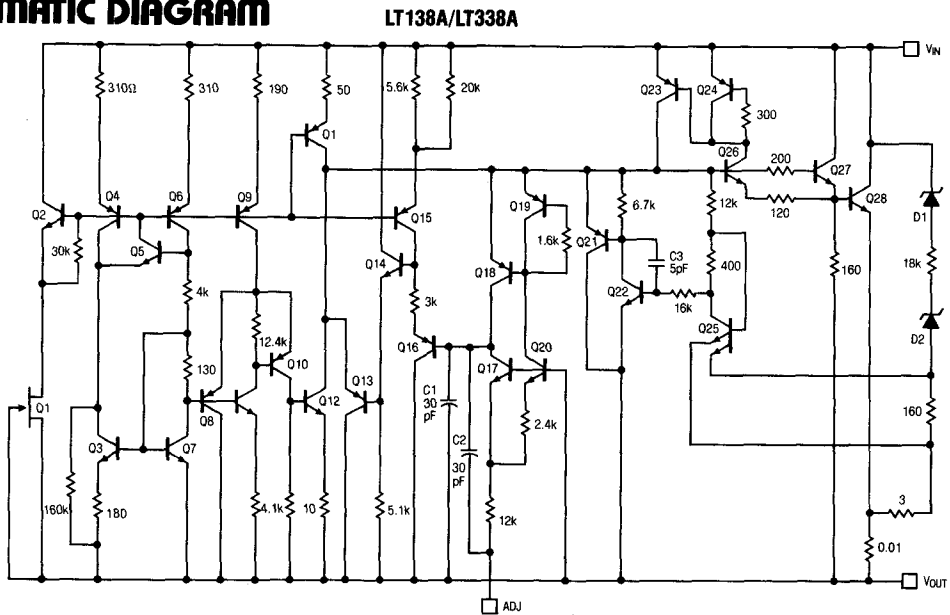 MATIC DIAGRAM
LT138A/LT338A
VIN
310Ω
310
190
50
5.6k
20k
Q23
Q24
300
Q1
Q26
200
Q27
Q2
Q4
Q6
Q9
Q15
Q19
6.7k
12k
120
Q28
D1
30k
Q5
Q14
1.6k
Q21
C3
5pF
400
160
18k
4k
3k
Q18
Q22
16k
Q25
D2
130
12.4k
Q10
Q16
Q17
Q20
Q1
Q8
Q12
Q13
C1
30
pF
160
Q3
Q7
C2
30
pF
2.4k
160k
180
4.1k
10
5.1k
12k
3
0.01
VOUT
ADJ